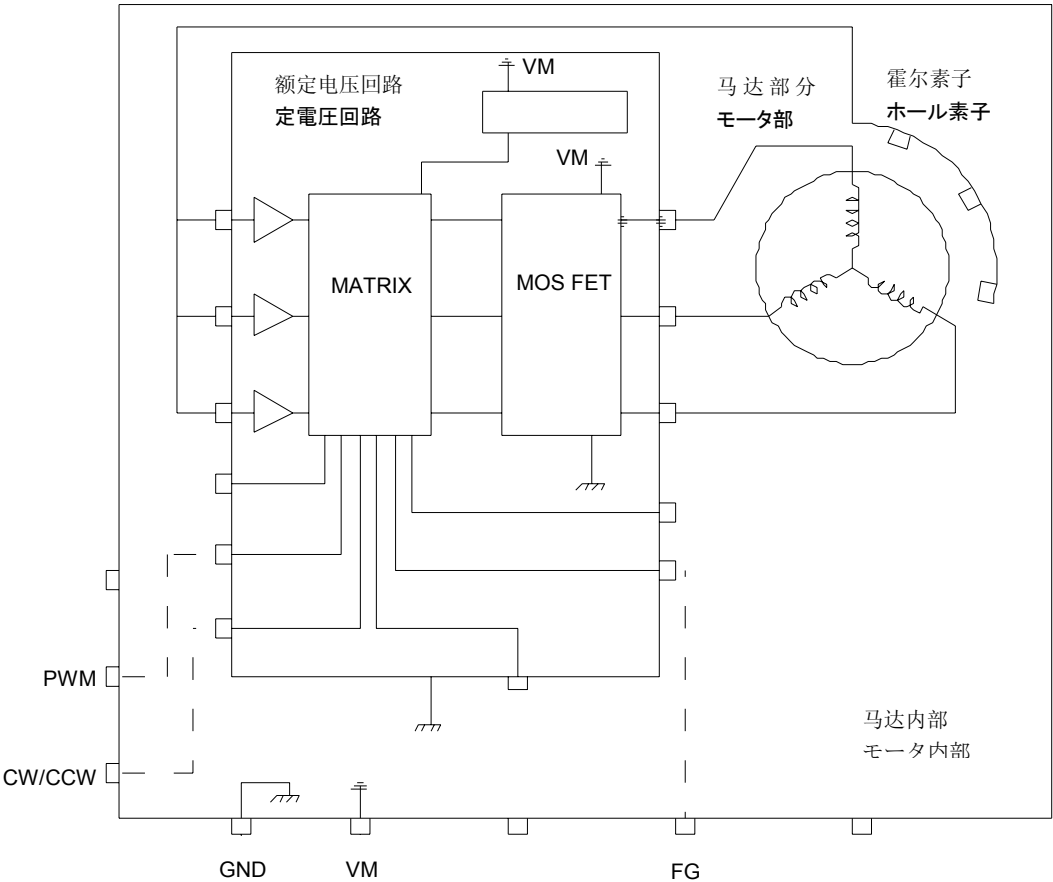 VM
额定电压回路
定電圧回路
马达部分
モータ部
霍尔素子
ホール素子
VM
MATRIX
MOS FET
PWM
CW/CCW
马达内部
モータ内部
GND
VM
FG